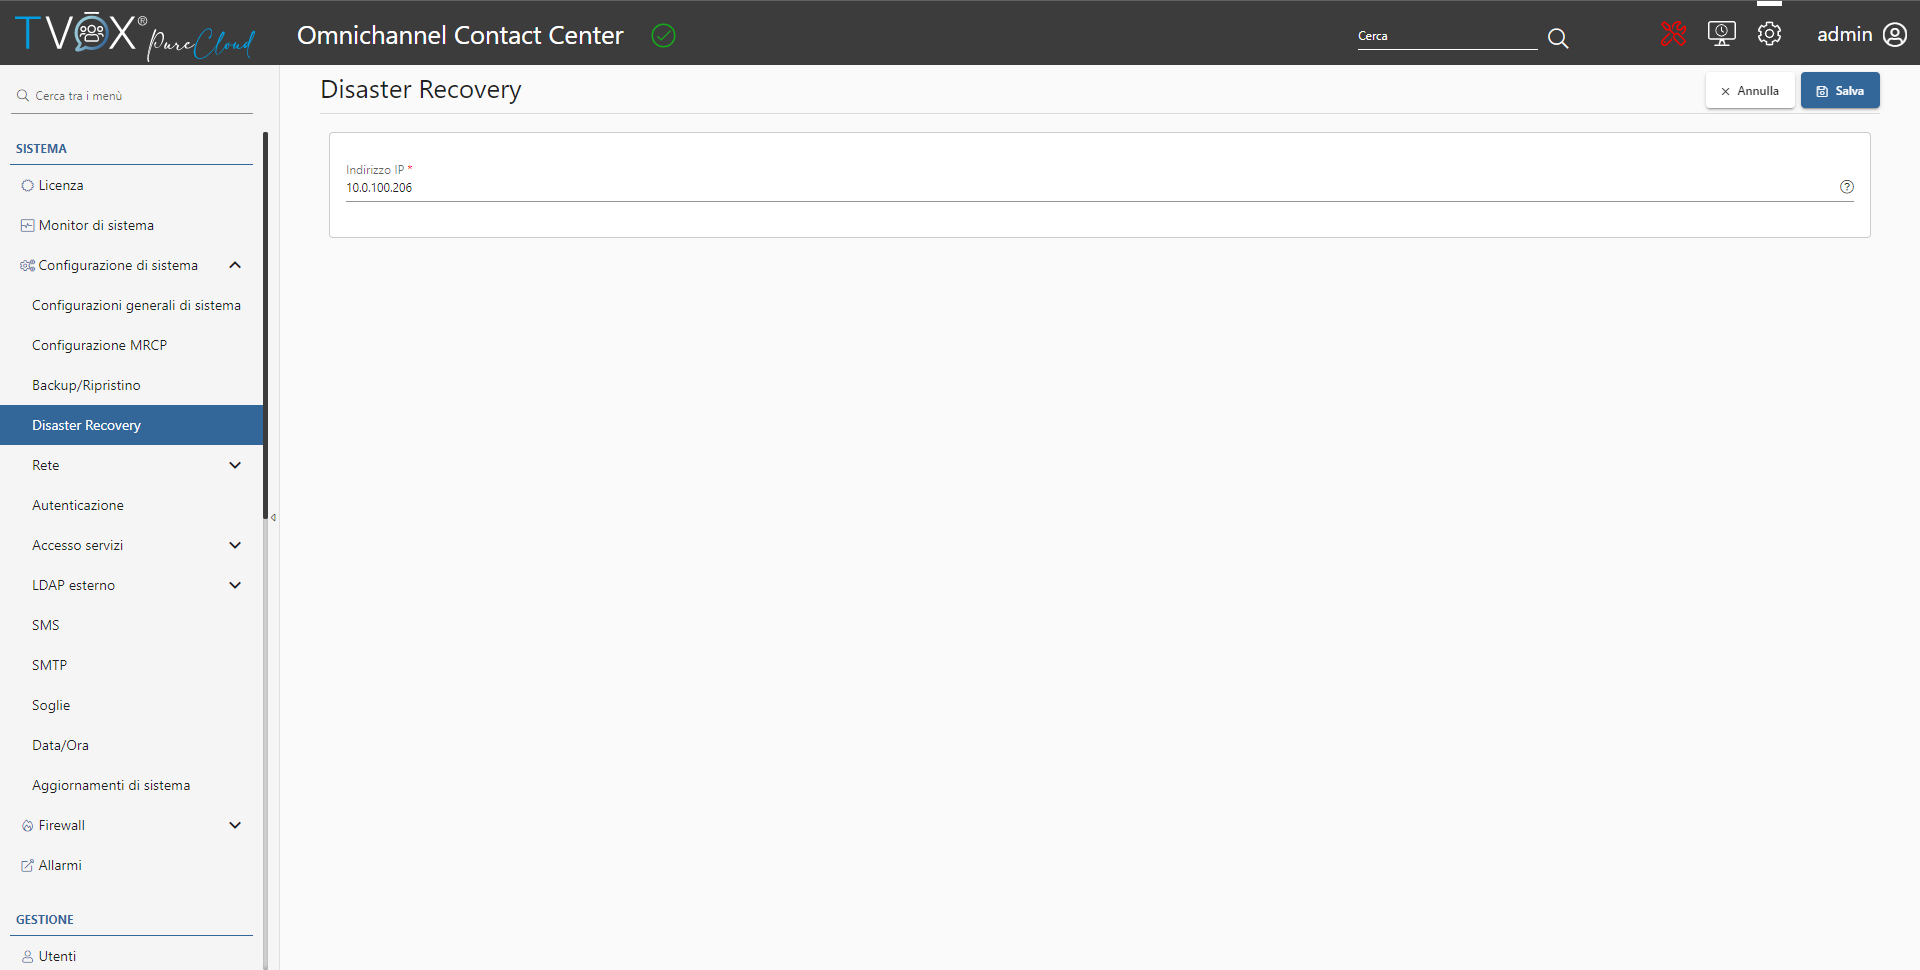 TVOX® PureCloud
Omnichannel Contact Center
Cerca
admin
Cerca tra i menù
SISTEMA
Licenza
Monitor di sistema
Configurazione di sistema
Configurazioni generali di sistema
Configurazione MRCP
Backup/Ripristino
Disaster Recovery
Rete
Autenticazione
Accesso servizi
LDAP esterno
SMS
SMTP
Soglie
Data/Ora
Aggiornamenti di sistema
Firewall
Allarmi
GESTIONE
Utenti
Disaster Recovery
Annulla
Salva
Indirizzo IP *
10.0.100.206